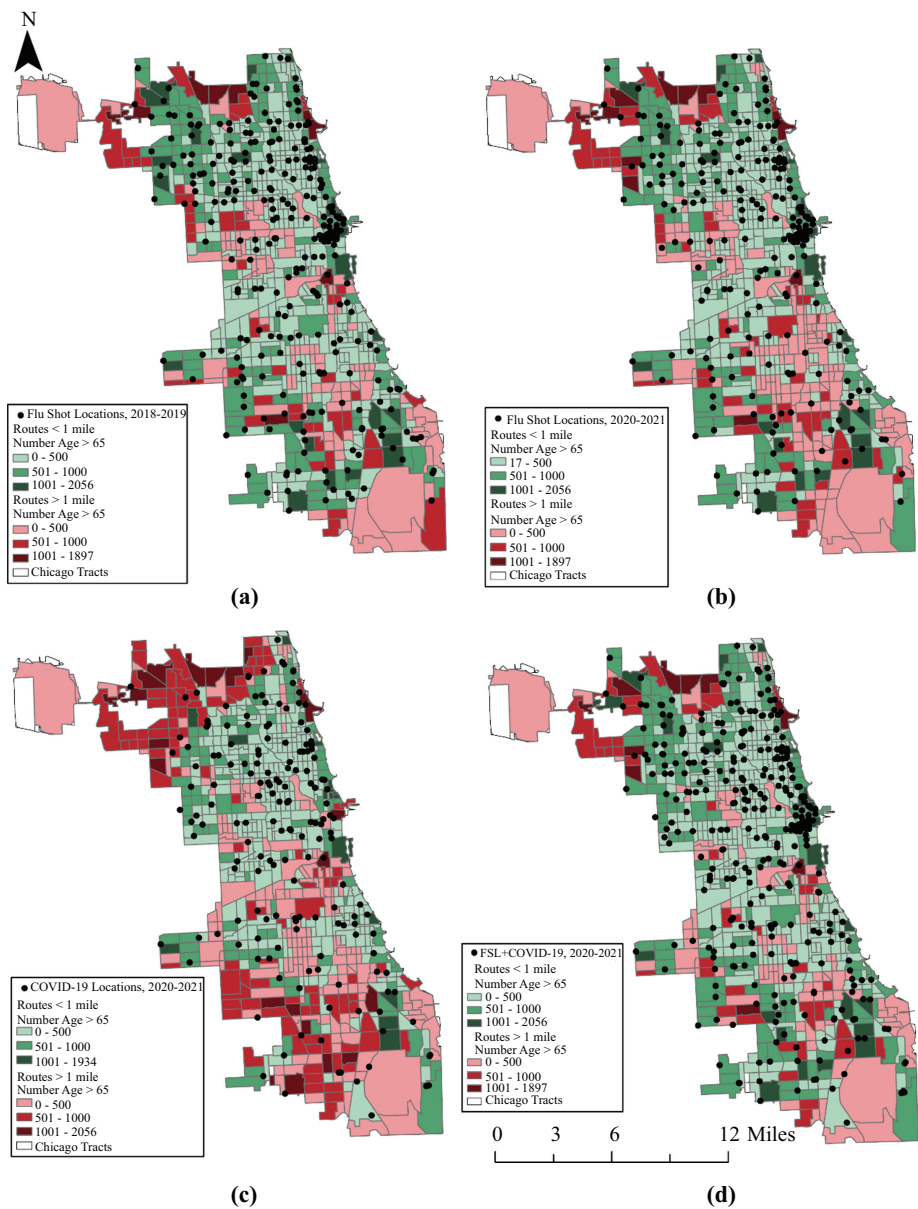 N
Flu Shot Locations, 2018-2019
Routes < 1 mile
Number Age > 65
0 - 500
501 - 1000
1001 - 2056
Routes > 1 mile
Number Age > 65
0 - 500
501 - 1000
1001 - 1897
Chicago Tracts
(a)
Flu Shot Locations, 2020-2021
Routes < 1 mile
Number Age > 65
17 - 500
501 - 1000
1001 - 2056
Routes > 1 mile
Number Age > 65
0 - 500
501 - 1000
1001 - 1897
Chicago Tracts
(b)
COVID-19 Locations, 2020-2021
Routes < 1 mile
Number Age > 65
0 - 500
501 - 1000
1001 - 1934
Routes > 1 mile
Number Age > 65
0 - 500
501 - 1000
1001 - 2056
Chicago Tracts
(c)
FSL+COVID-19, 2020-2021
Routes < 1 mile
Number Age > 65
0 - 500
501 - 1000
1001 - 2056
Routes > 1 mile
Number Age > 65
0 - 500
501 - 1000
1001 - 1897
Chicago Tracts
0 3 6 12 Miles
(d)